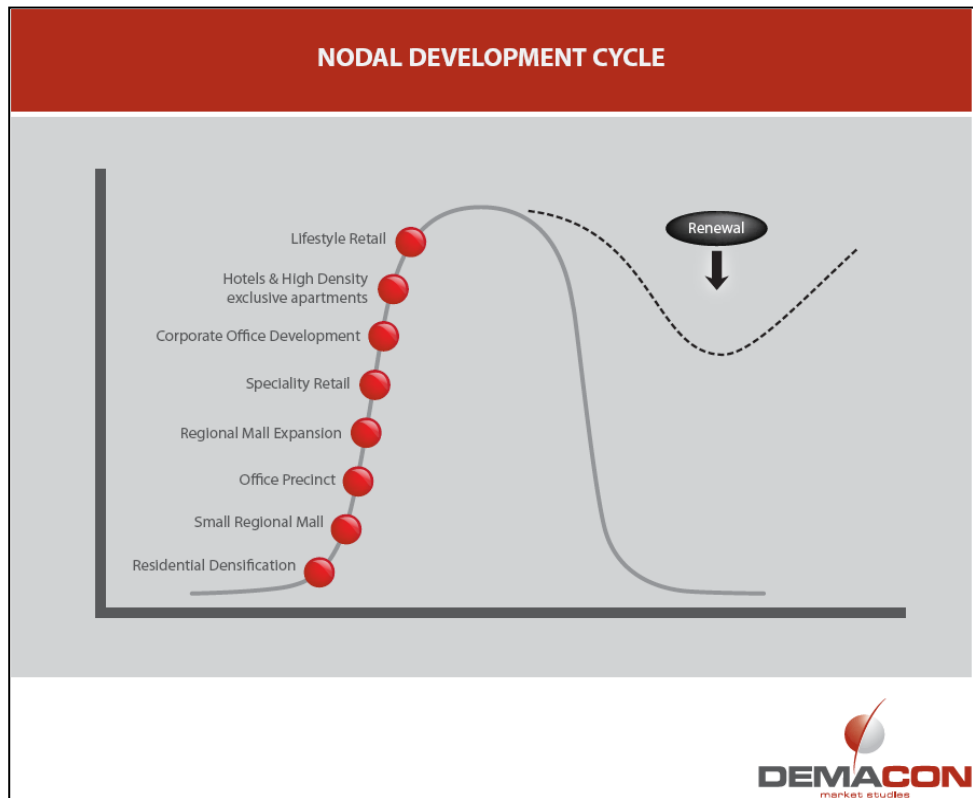 NODAL DEVELOPMENT CYCLE
Renewal
Lifestyle Retail
Hotels & High Density
exclusive apartments
Corporate Office Development
Speciality Retail
Regional Mall Expansion
Office Precinct
Small Regional Mall
Residential Densification
DEMACON
market studies